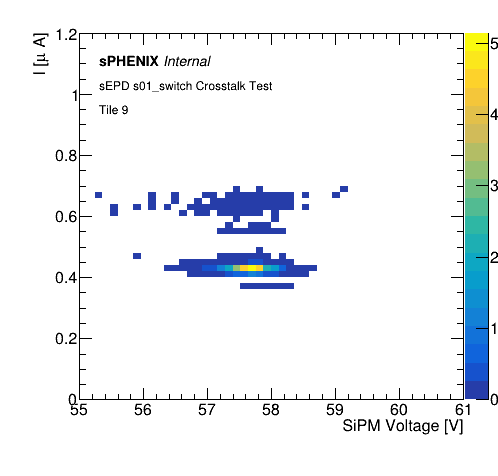 I [μ A]
1.2
1
0.8
0.6
0.4
0.2
0
sPHENIX Internal
sEPD s01_switch Crosstalk Test
Tile 9
55 56 57 58 59 60 61
SiPM Voltage [V]
5
4
3
2
1
0